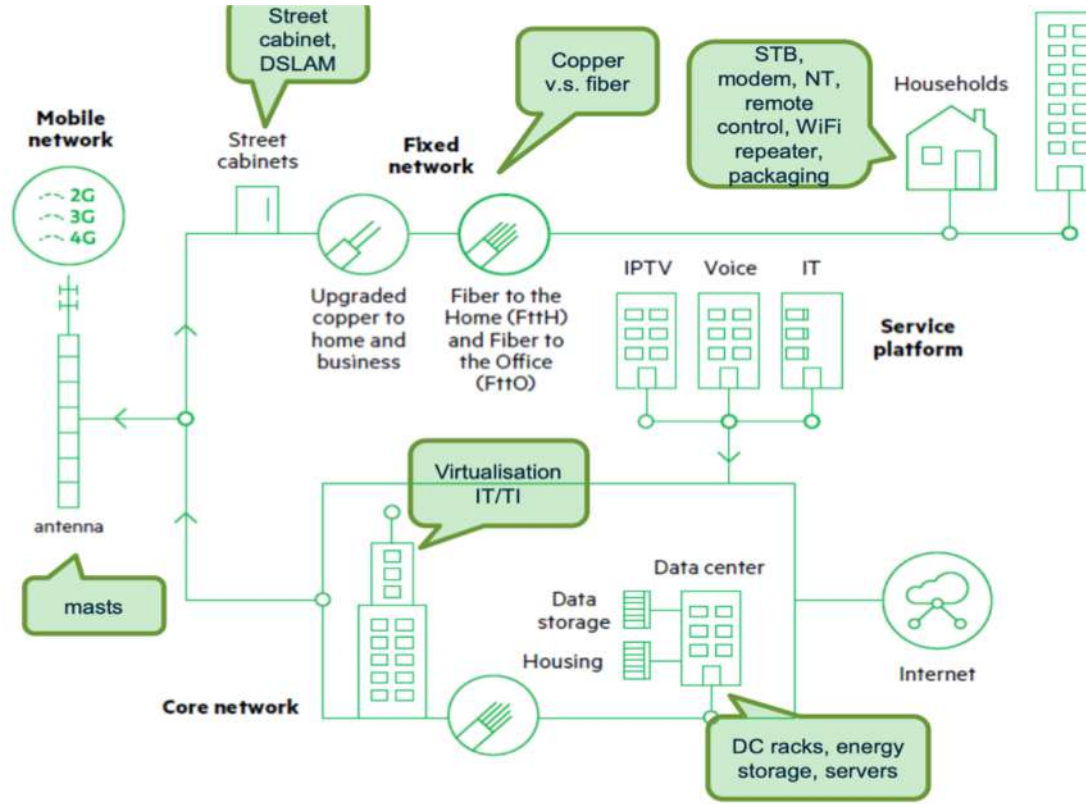 Street
cabinet,
DSLAM
Copper
v.s. fiber
STB,
modem, NT,
remote
control, WiFi
repeater,
packaging
Households
Mobile
network
2G
3G
4G
Street
cabinets
Fixed
network
Upgraded
copper to
home and
business
Fiber to the
Home (FttH)
and Fiber to
the Office
(FttO)
IPTV
Voice
IT
Service
platform
antenna
masts
Virtualisation
IT/TI
Data center
Data
storage
Housing
Internet
Core network
DC racks, energy
storage, servers